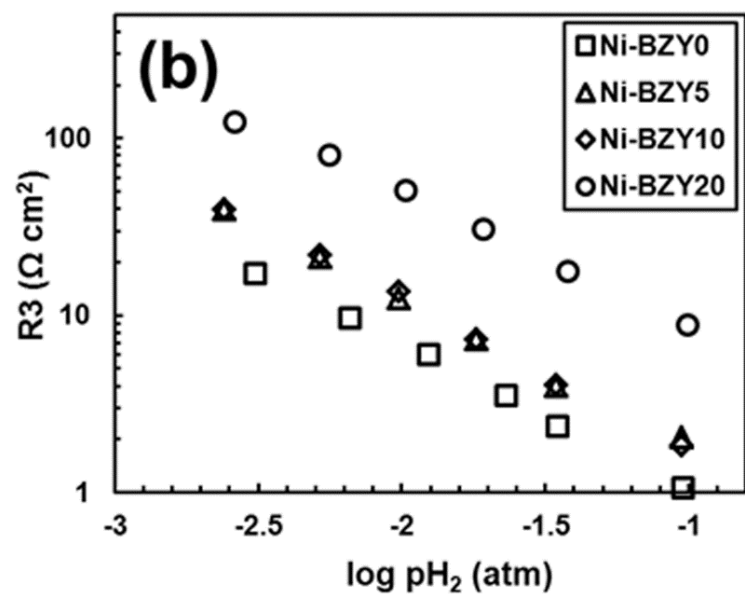 (b)
Ni-BZY0
Ni-BZY5
Ni-BZY10
Ni-BZY20
100
10
1
R3 (Ω cm²)
-3 -2.5 -2 -1.5 -1
log pH₂ (atm)